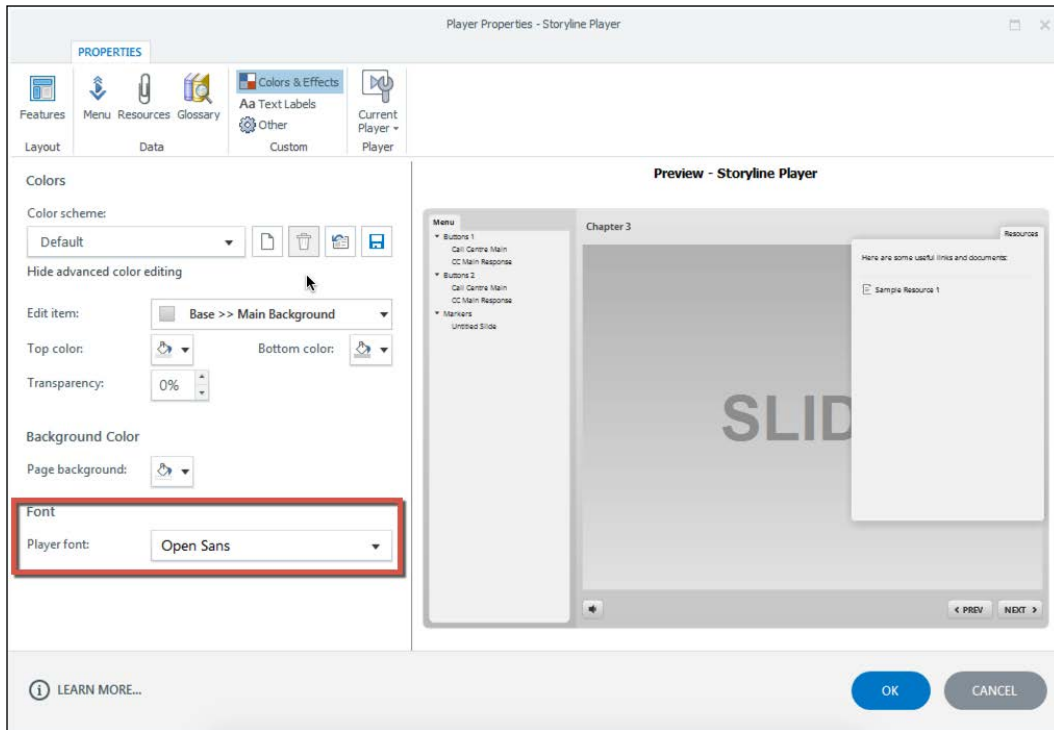 Player Properties - Storyline Player
PROPERTIES
Features
Menu
Resources
Glossary
Colors & Effects
Aa Text Labels
Other
Current
Player
Layout
Data
Custom
Player
Colors
Color scheme:
Default
Hide advanced color editing
Edit item:
Base >> Main Background
Top color:
Bottom color:
Transparency:
0%
Background Color
Page background:
Font
Player font:
Open Sans
Preview - Storyline Player
Menu
Buttons 1
Call Centre Main
CC Main Response
Buttons 2
Call Centre Main
CC Main Response
Markers
Untitled Slide
Chapter 3
Resources
Here are some useful links and documents:
Sample Resource 1
SLID
< PREV
NEXT >
LEARN MORE...
OK
CANCEL